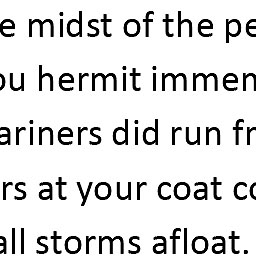 e midst of the pe
ou hermit immen
ariners did run fr
rs at your coat co
all storms afloat.